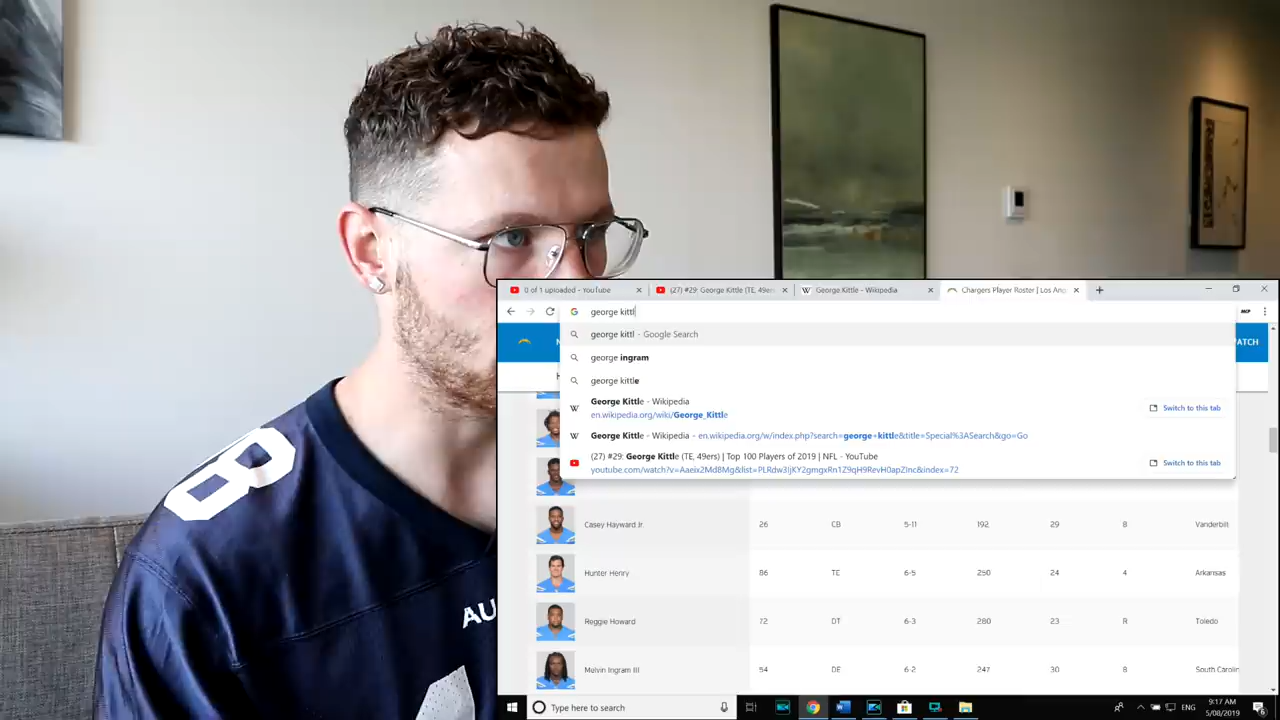 0 of 1 uploaded - YouTube
(27) #29: George Kittle (TE, 49ers
George Kittle - Wikipedia
Chargers Player Roster | Los Ang
george kittl
george kittl - Google Search
WATCH
george ingram
george kittle
George Kittle - Wikipedia
en.wikipedia.org/wiki/George_Kittle
Switch to this tab
George Kittle - Wikipedia - en.wikipedia.org/w/index.php?search=george+kittle&title=Special%3ASearch&go=Go
(27) #29: George Kittle (TE, 49ers) | Top 100 Players of 2019 | NFL - YouTube
youtube.com/watch?v=Aaeix2Md8Mg&list=PLRdw3IjKY2gmgxRn1Z9qH9RevH0apZInc&index=72
Switch to this tab
Casey Hayward Jr. 26 CB 5-11 192 29 8 Vanderbilt
Hunter Henry 86 TE 6-5 250 24 4 Arkansas
Reggie Howard 72 DT 6-3 280 23 R Toledo
Melvin Ingram III 54 DE 6-2 247 30 8 South Carolin
8
AU
Type here to search
ENG
9:17 AM
5/08/2019